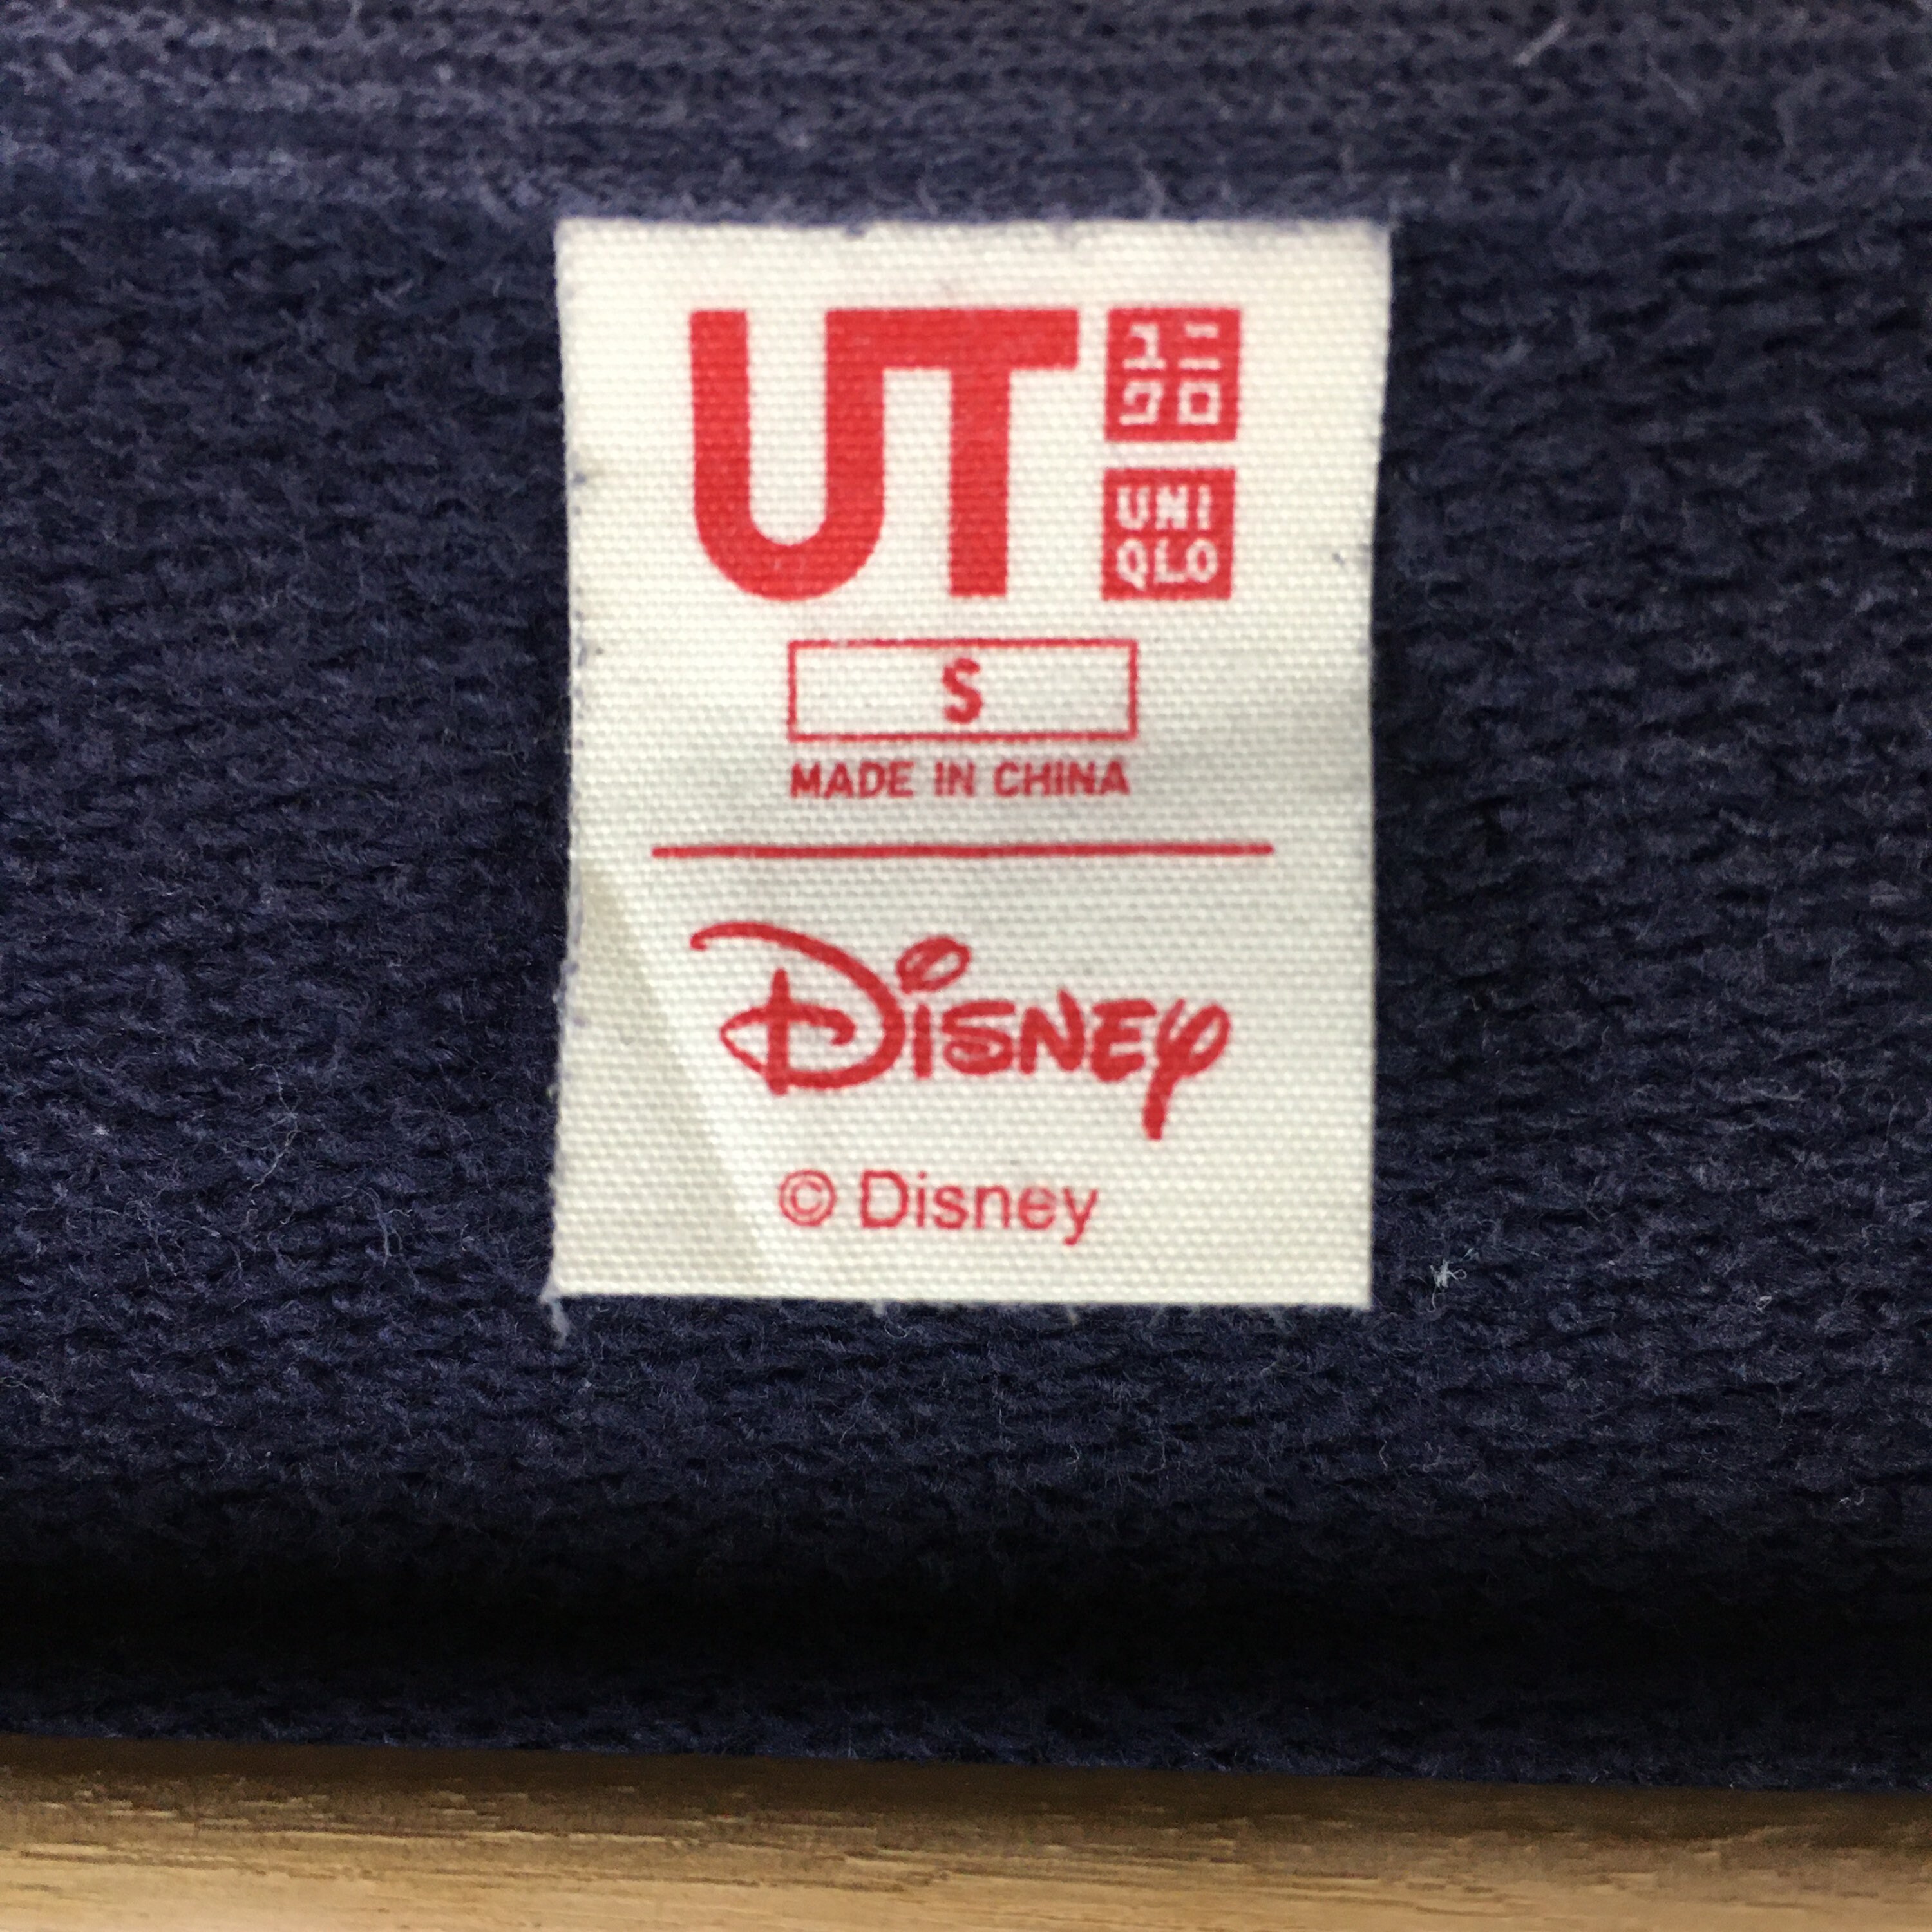 UT
ユニ
クロ
UNI
QLO
S
MADE IN CHINA
Disney
© Disney